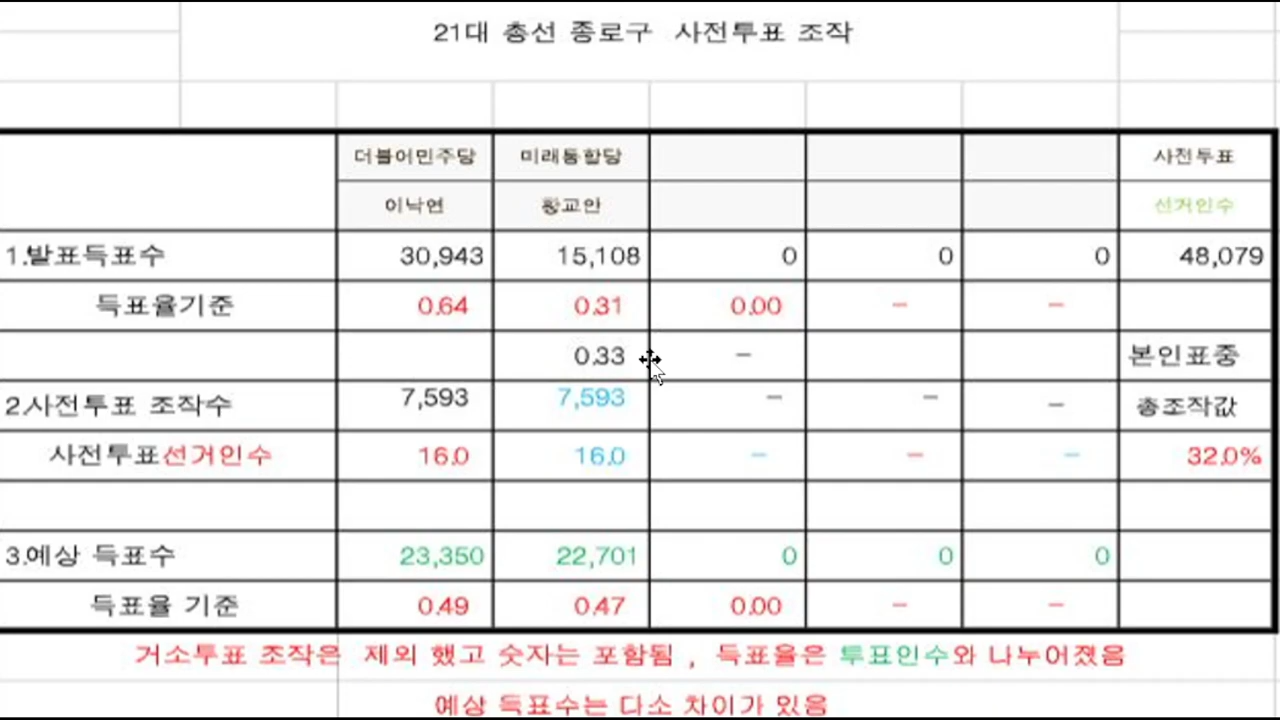 21대 총선 종로구 사전투표 조작
더불어민주당 미래통합당 사전투표
이낙연 황교안 선거인수
1.발표득표수 30,943 15,108 0 0 0 48,079
득표율기준 0.64 0.31 0.00 – –
0.33 – 본인표중
2.사전투표 조작수 7,593 7,593 – – – 총조작값
사전투표선거인수 16.0 16.0 – – – 32.0%
3.예상 득표수 23,350 22,701 0 0 0
득표율 기준 0.49 0.47 0.00 – –
거소투표 조작은 제외 했고 숫자는 포함됨 , 득표율은 투표인수와 나누어졌음
예상 득표수는 다소 차이가 있음